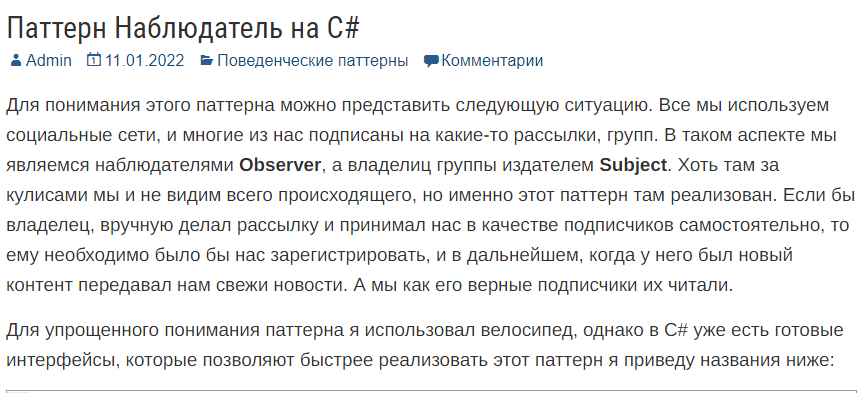 Паттерн Наблюдатель на C#
Admin 11.01.2022 Поведенческие паттерны Комментарии
Для понимания этого паттерна можно представить следующую ситуацию. Все мы используем
социальные сети, и многие из нас подписаны на какие-то рассылки, групп. В таком аспекте мы
являемся наблюдателями Observer, а владелиц группы издателем Subject. Хоть там за
кулисами мы и не видим всего происходящего, но именно этот паттерн там реализован. Если бы
владелец, вручную делал рассылку и принимал нас в качестве подписчиков самостоятельно, то
ему необходимо было бы нас зарегистрировать, и в дальнейшем, когда у него был новый
контент передавал нам свежи новости. А мы как его верные подписчики их читали.
Для упрощенного понимания паттерна я использовал велосипед, однако в C# уже есть готовые
интерфейсы, которые позволяют быстрее реализовать этот паттерн я приведу названия ниже: